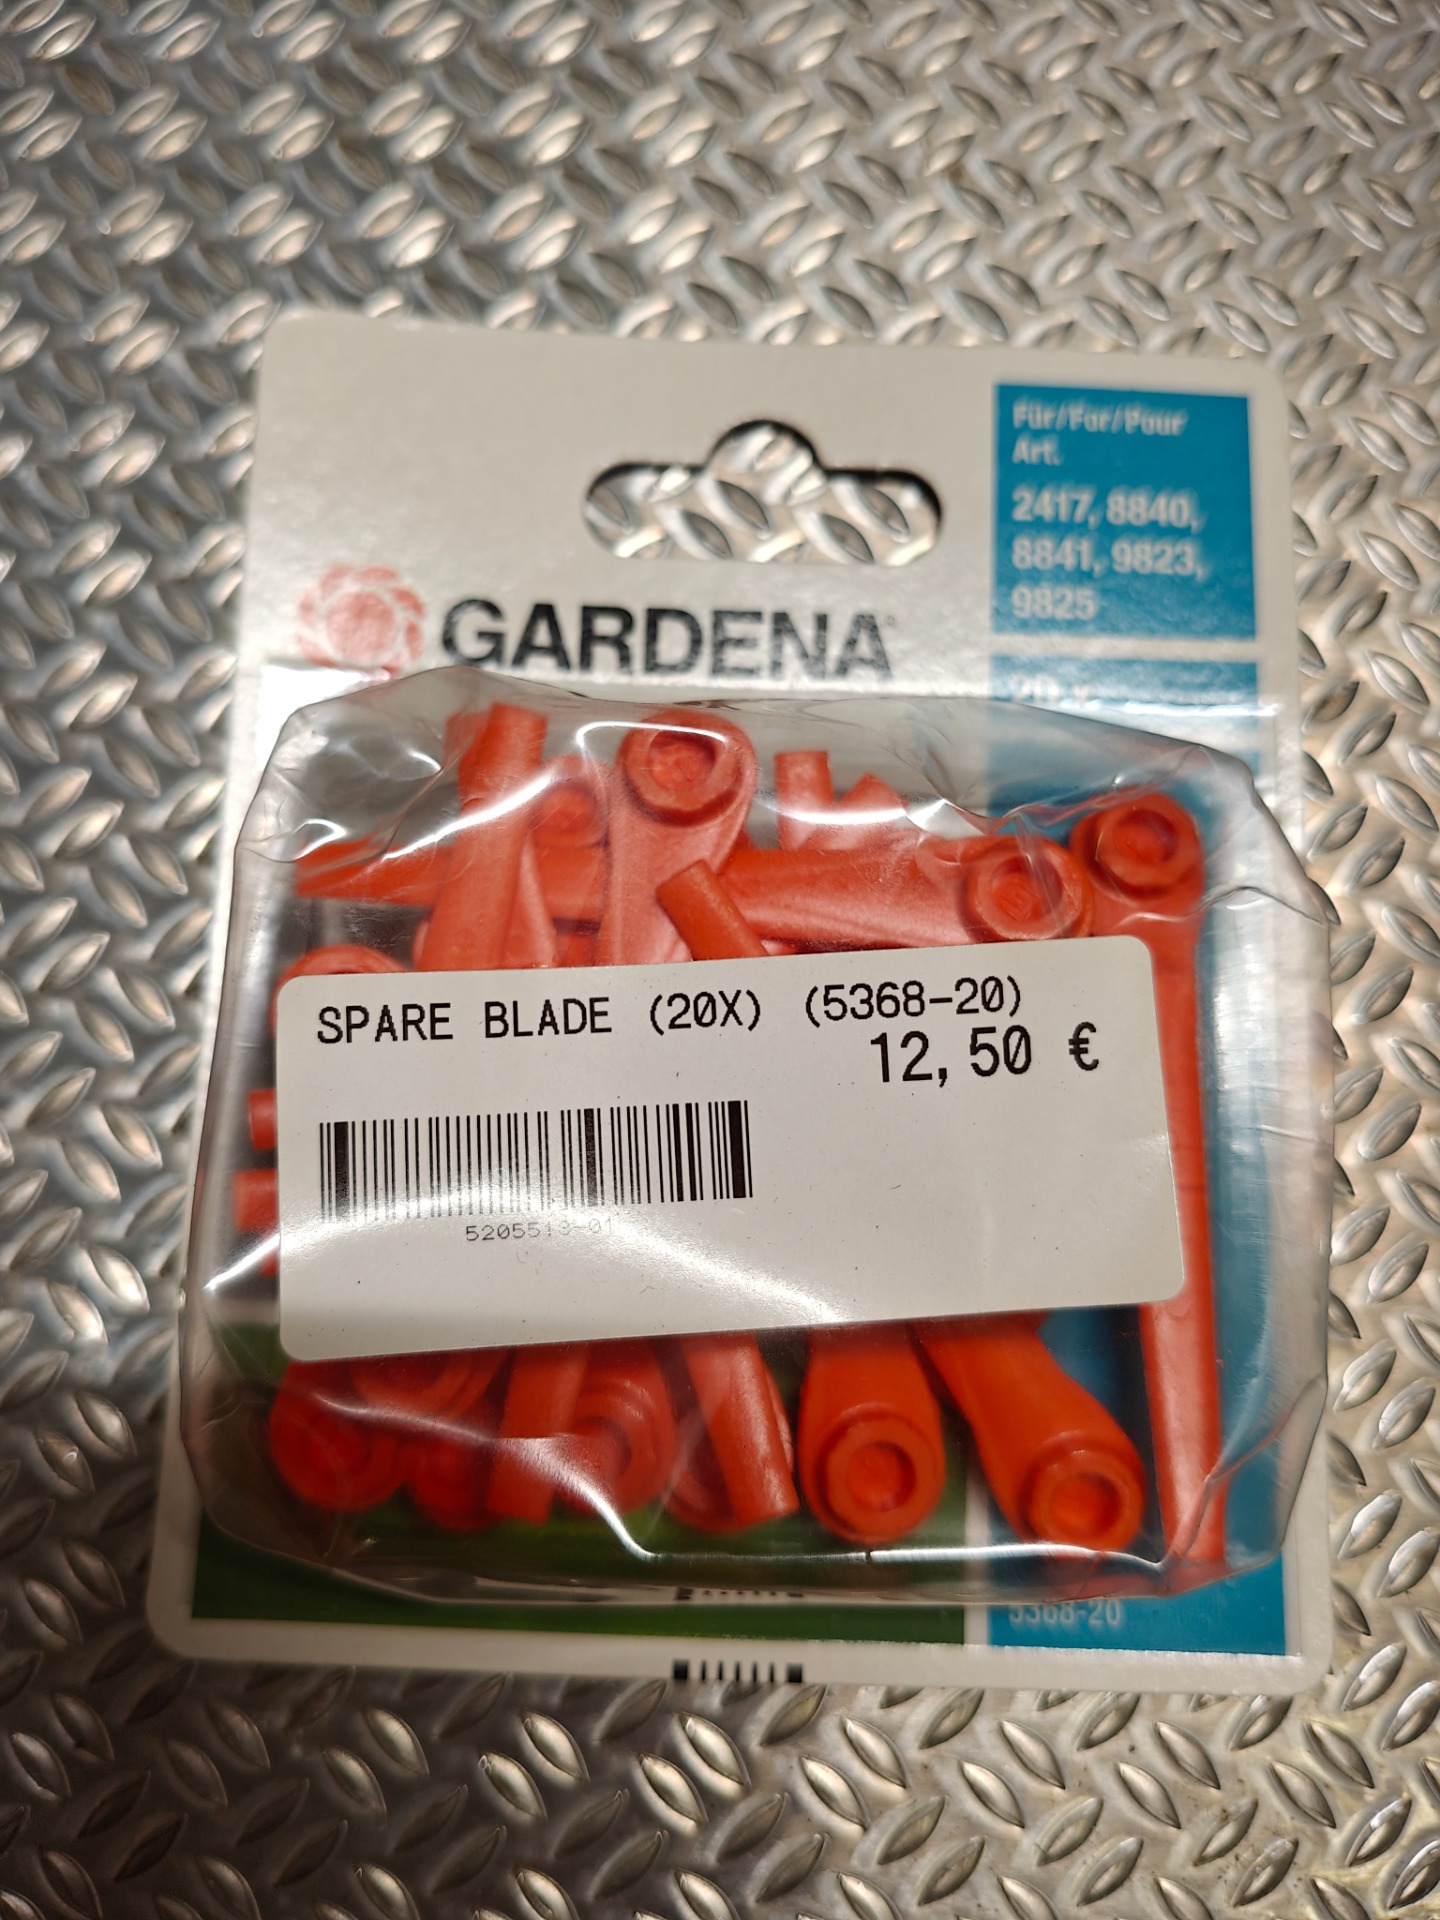 Für/For/Pour
Art.
2417, 8840,
8841, 9823,
9825
GARDENA®
20 x
SPARE BLADE (20X) (5368-20)
12,50 €
5368-20